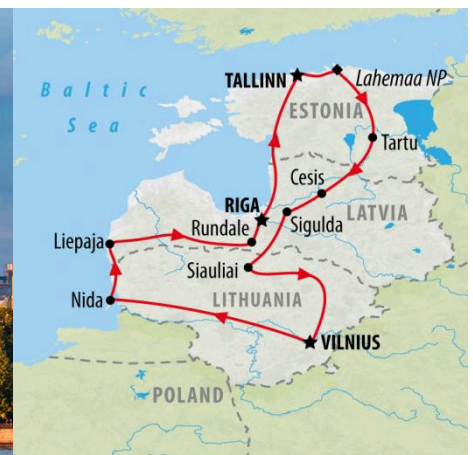 Baltic
Sea
TALLINN
Lahemaa NP
ESTONIA
Tartu
Cesis
RIGA
LATVIA
Rundale
Sigulda
Liepaja
Siauliai
Nida
LITHUANIA
VILNIUS
POLAND